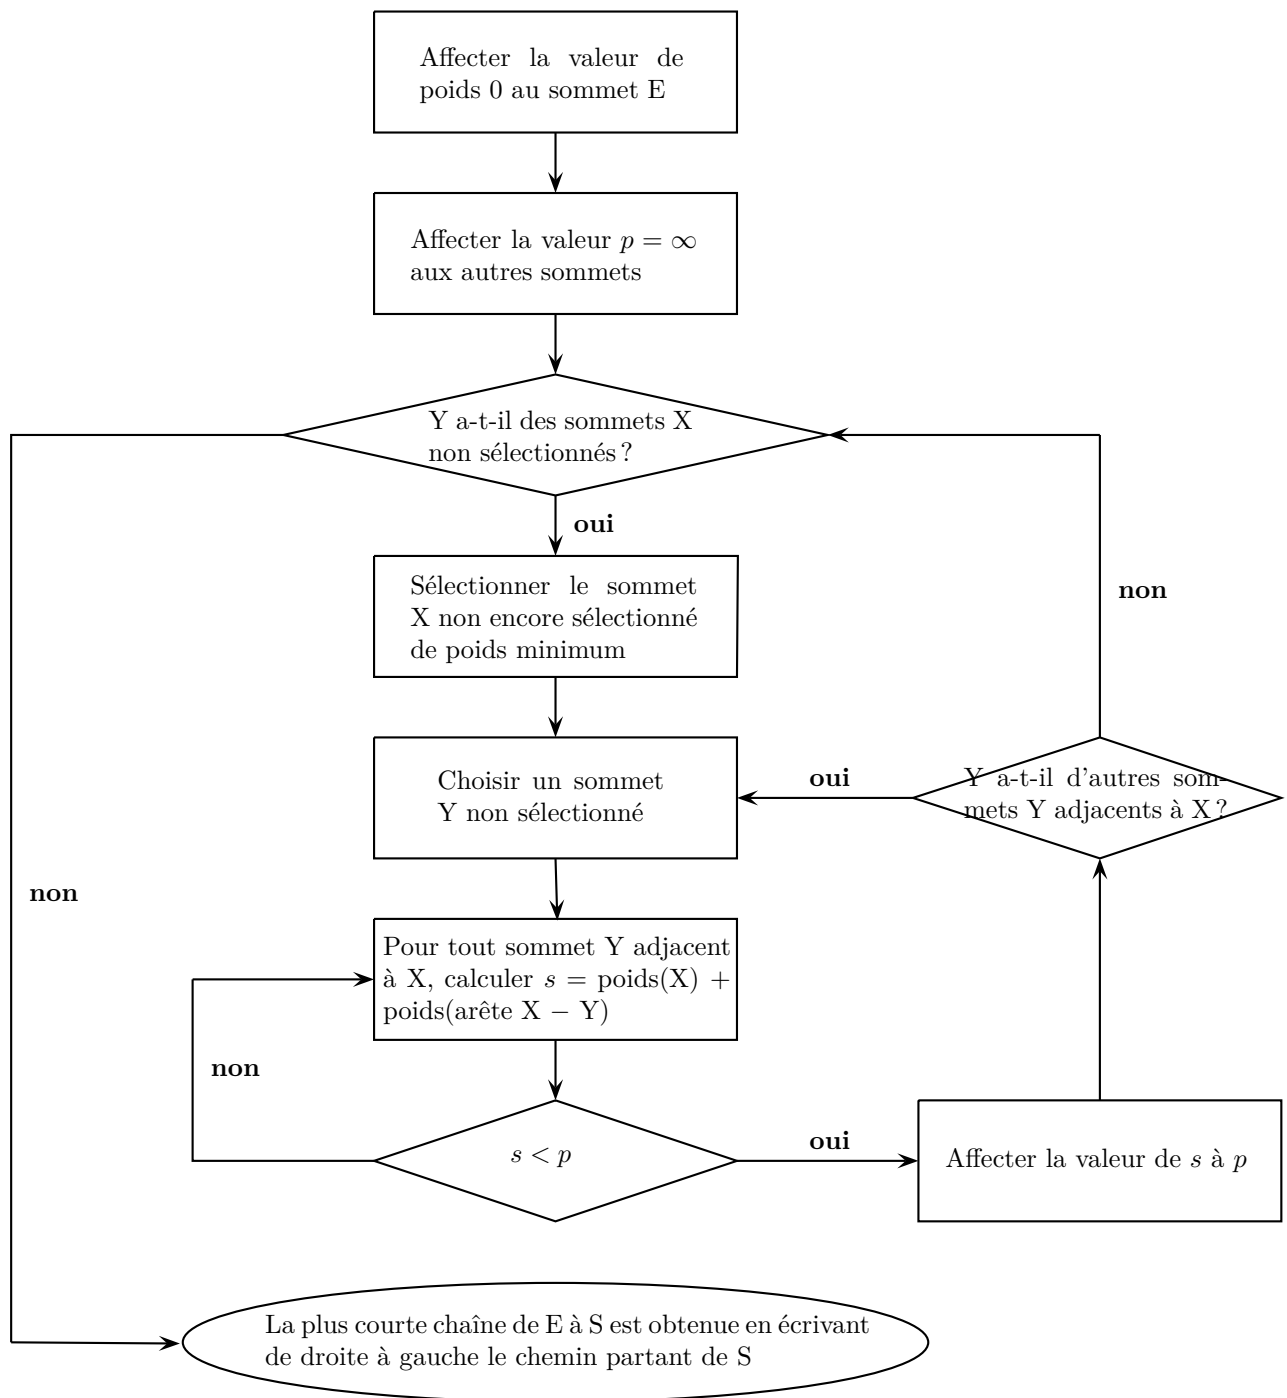 Affecter la valeur de
poids 0 au sommet E
Affecter la valeur p = ∞
aux autres sommets
Y a-t-il des sommets X
non sélectionnés ?
oui
Sélectionner le sommet
X non encore sélectionné
de poids minimum
non
Choisir un sommet
Y non sélectionné
oui
Y a-t-il d'autres som-
mets Y adjacents à X ?
non
Pour tout sommet Y adjacent
à X, calculer s = poids(X) +
poids(arête X − Y)
non
s < p
oui
Affecter la valeur de s à p
La plus courte chaîne de E à S est obtenue en écrivant
de droite à gauche le chemin partant de S